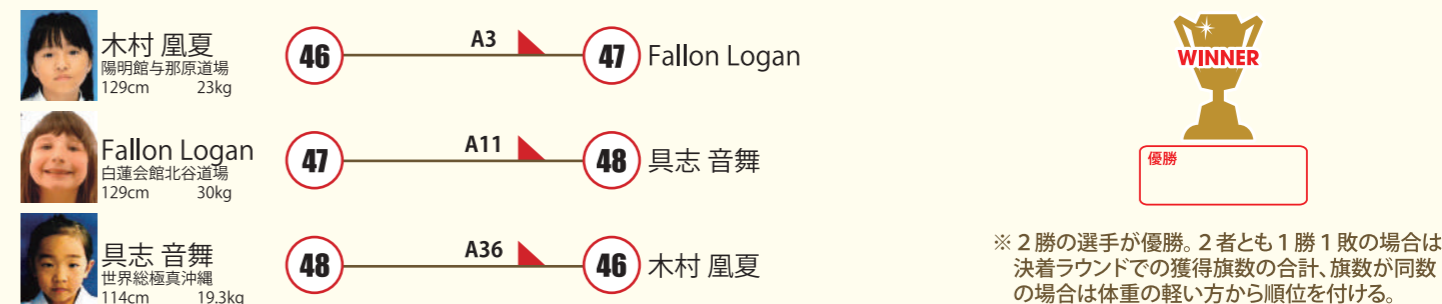 木村 凰夏
陽明館与那原道場
129cm 23kg
46 A3 47 Fallon Logan
Fallon Logan
白蓮会館北谷道場
129cm 30kg
47 A11 48 具志 音舞
具志 音舞
世界総極真沖縄
114cm 19.3kg
48 A36 46 木村 凰夏
WINNER
優勝
※２勝の選手が優勝。２者とも１勝１敗の場合は
決着ラウンドでの獲得旗数の合計、旗数が同数
の場合は体重の軽い方から順位を付ける。